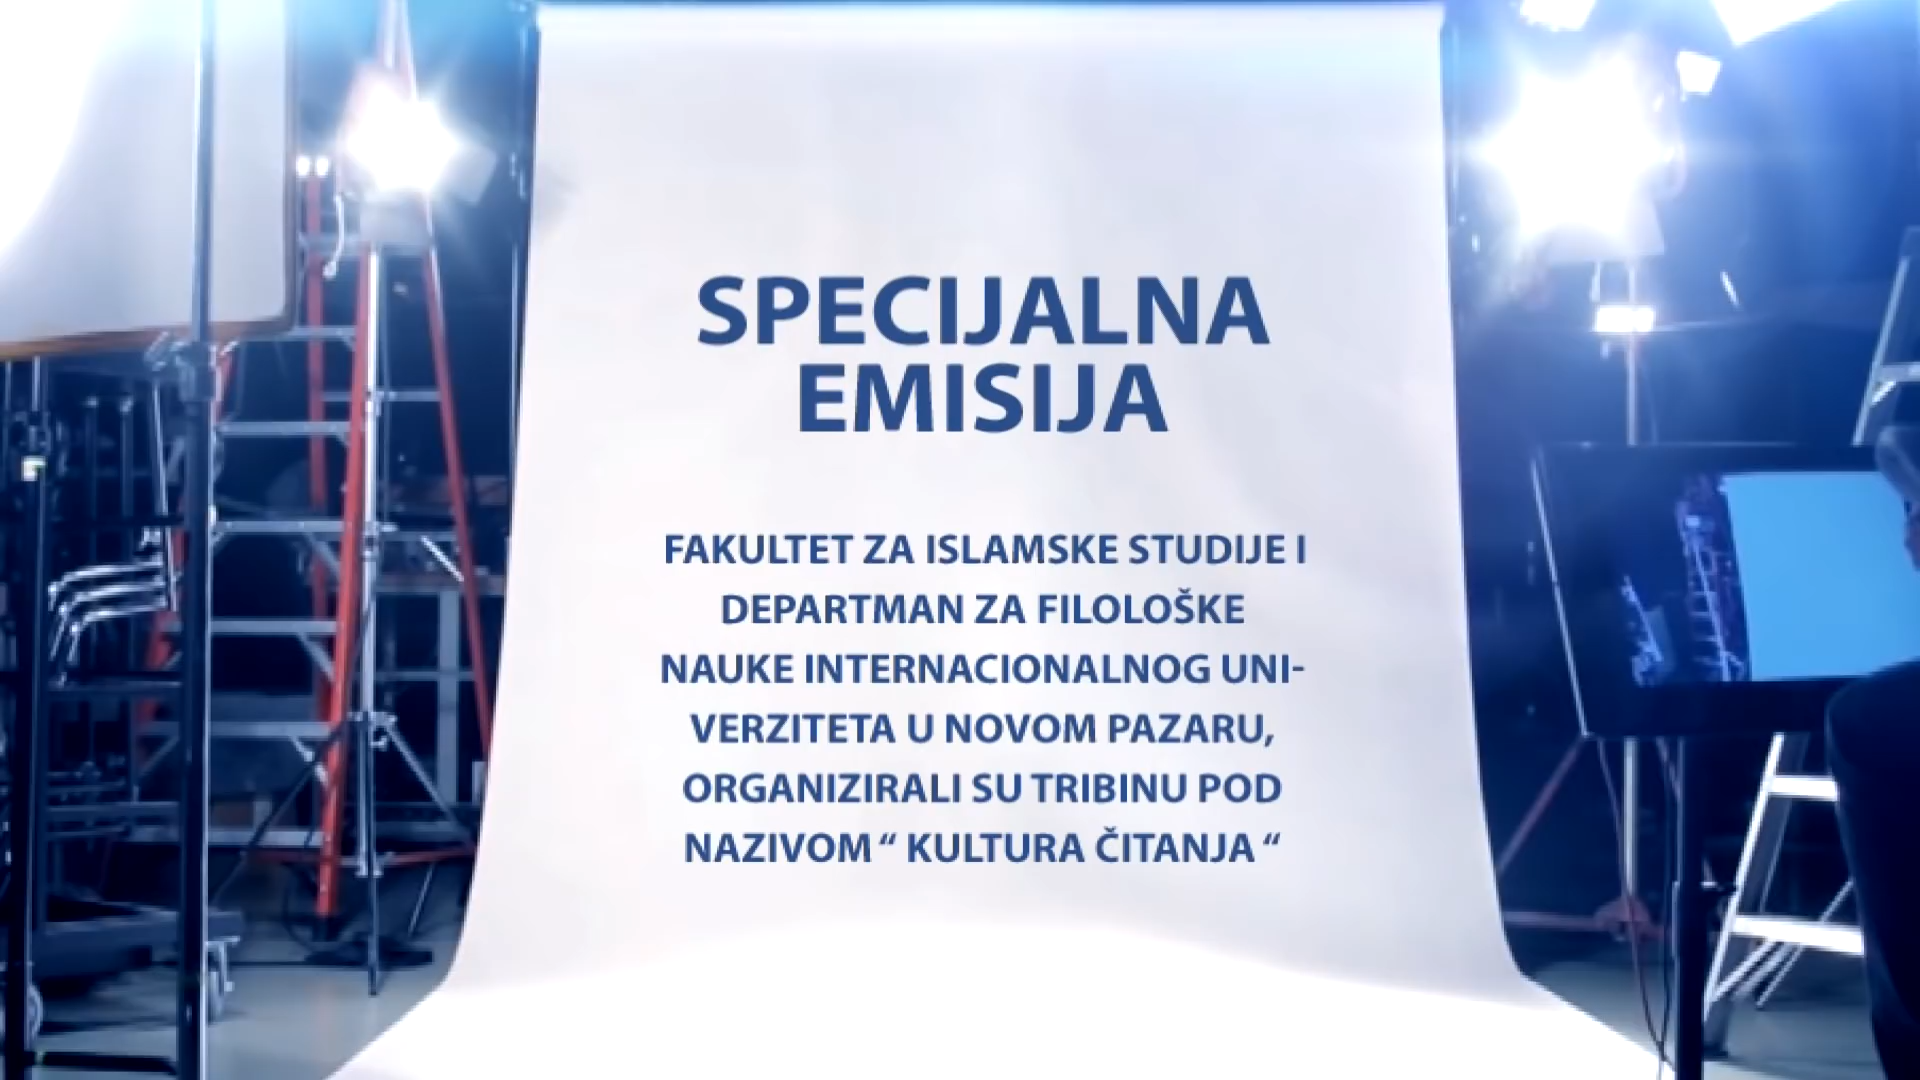 SPECIJALNA
EMISIJA
FAKULTET ZA ISLAMSKE STUDIJE I
DEPARTMAN ZA FILOLOŠKE
NAUKE INTERNACIONALNOG UNI-
VERZITETA U NOVOM PAZARU,
ORGANIZIRALI SU TRIBINU POD
NAZIVOM “ KULTURA ČITANJA “